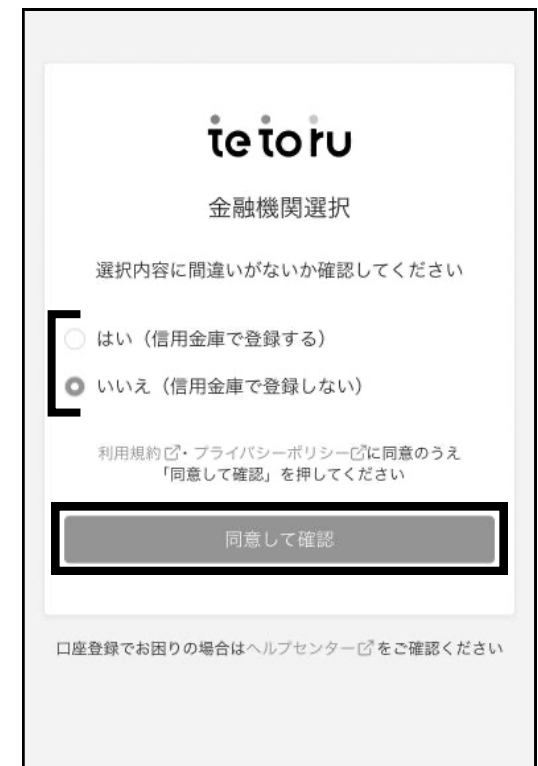 tetoru
金融機関選択
選択内容に間違いがないか確認してください
はい（信用金庫で登録する）
いいえ（信用金庫で登録しない）
利用規約・プライバシーポリシーに同意のうえ
「同意して確認」を押してください
同意して確認
口座登録でお困りの場合はヘルプセンターをご確認ください